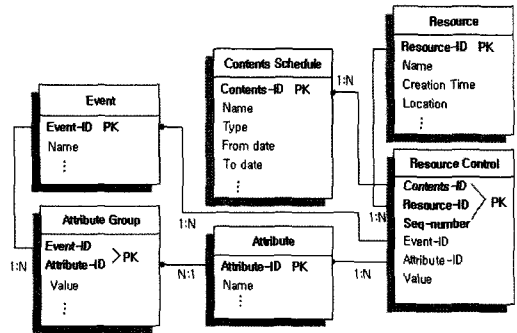 Resource
Resource-ID PK
Name
Creation Time
Location
⋮
1:N
Contents Schedule
Contents-ID PK
Name
Type
From date
To date
⋮
1:N
Event
Event-ID PK
Name
⋮
Resource Control
Contents-ID
Resource-ID
Seq-number
PK
Event-ID
Attribute-ID
Value
1:N
Attribute Group
Event-ID
Attribute-ID
PK
Value
⋮
1:N
1:N
N:1
Attribute
Attribute-ID PK
Name
⋮
1:N